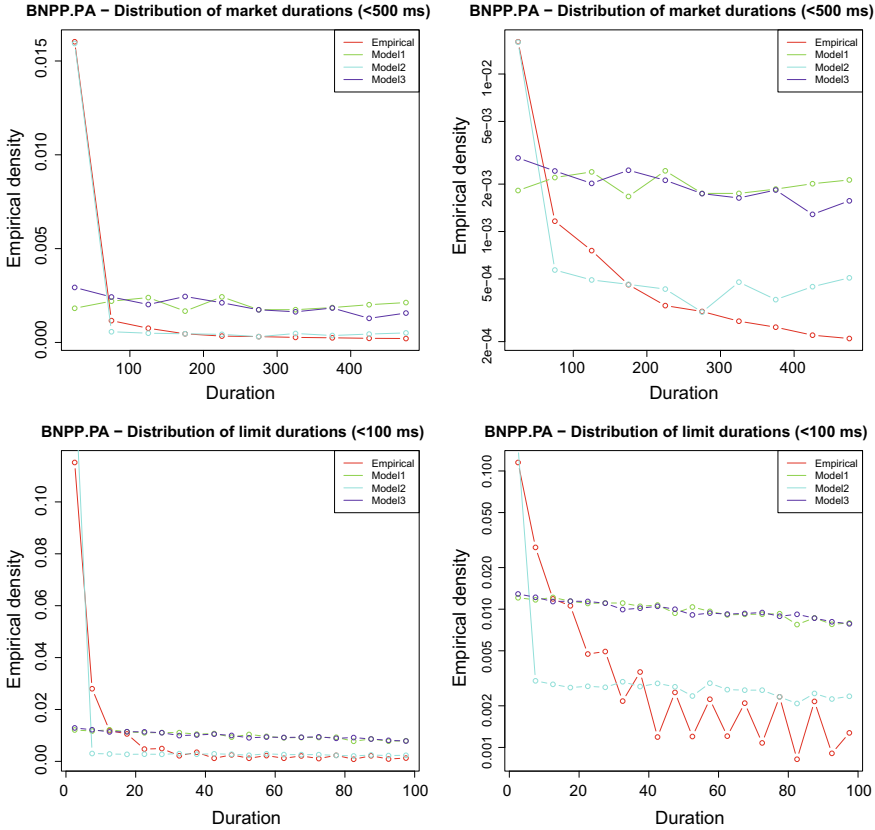 BNPP.PA − Distribution of market durations (<500 ms)
Empirical density
0.000
0.005
0.010
0.015
Empirical
Model1
Model2
Model3
100
200
300
400
Duration
BNPP.PA − Distribution of market durations (<500 ms)
Empirical density
2e−04
5e−04
1e−03
2e−03
5e−03
1e−02
Empirical
Model1
Model2
Model3
100
200
300
400
Duration
BNPP.PA − Distribution of limit durations (<100 ms)
Empirical density
0.00
0.02
0.04
0.06
0.08
0.10
Empirical
Model1
Model2
Model3
0
20
40
60
80
100
Duration
BNPP.PA − Distribution of limit durations (<100 ms)
Empirical density
0.001
0.002
0.005
0.010
0.020
0.050
0.100
Empirical
Model1
Model2
Model3
0
20
40
60
80
100
Duration